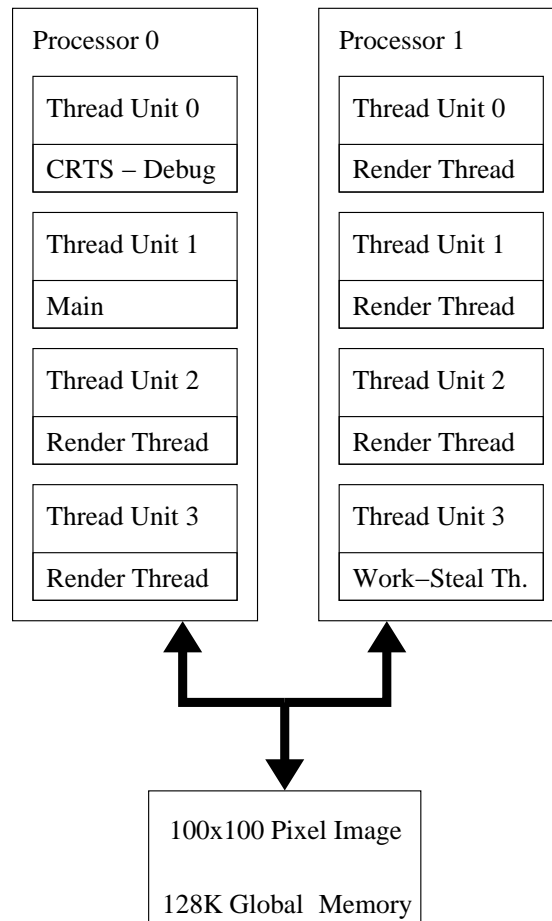 Processor 0
Thread Unit 0
CRTS – Debug
Thread Unit 1
Main
Thread Unit 2
Render Thread
Thread Unit 3
Render Thread
Processor 1
Thread Unit 0
Render Thread
Thread Unit 1
Render Thread
Thread Unit 2
Render Thread
Thread Unit 3
Work–Steal Th.
100x100 Pixel Image
128K Global Memory